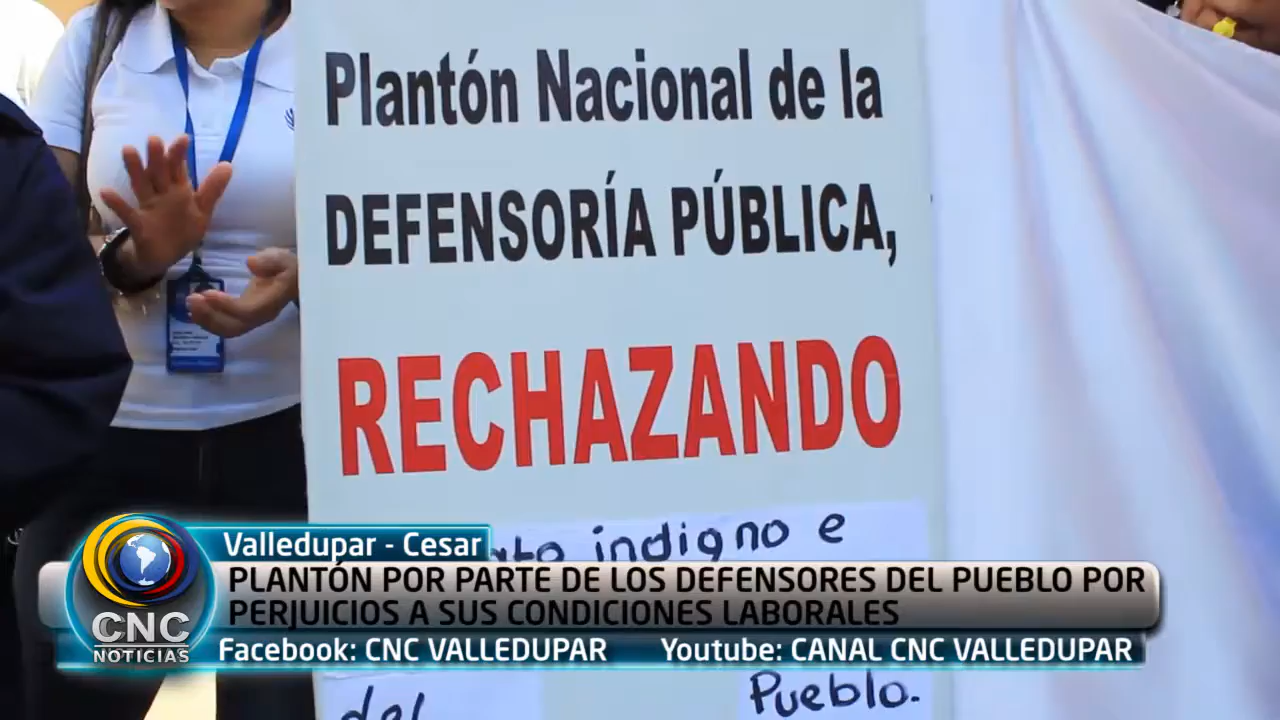 Plantón Nacional de la
DEFENSORÍA PÚBLICA,
RECHAZANDO
indigno e
Valledupar - Cesar
PLANTÓN POR PARTE DE LOS DEFENSORES DEL PUEBLO POR
PERJUICIOS A SUS CONDICIONES LABORALES
CNC
NOTICIAS
Facebook: CNC VALLEDUPAR Youtube: CANAL CNC VALLEDUPAR
del Pueblo.